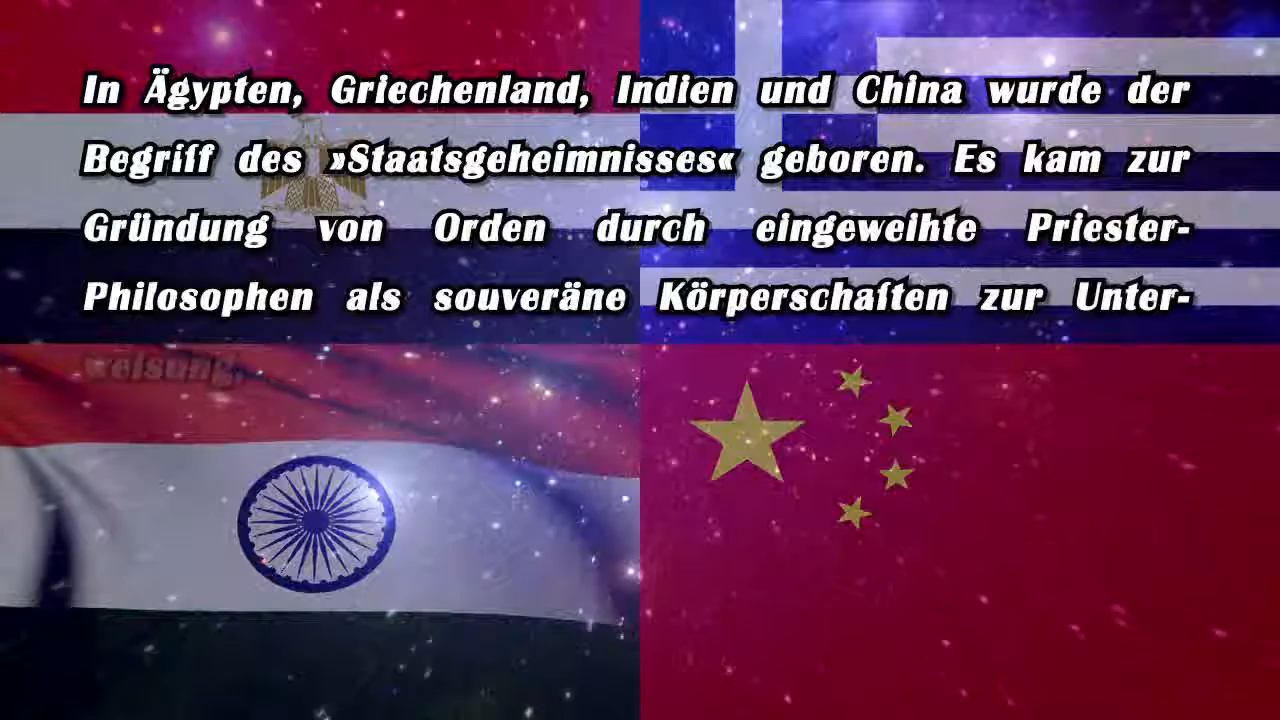 In Ägypten, Griechenland, Indien und China wurde der
Begriff des »Staatsgeheimnisses« geboren. Es kam zur
Gründung von Orden durch eingeweihte Priester-
Philosophen als souveräne Körperschaften zur Unter-
weisung,